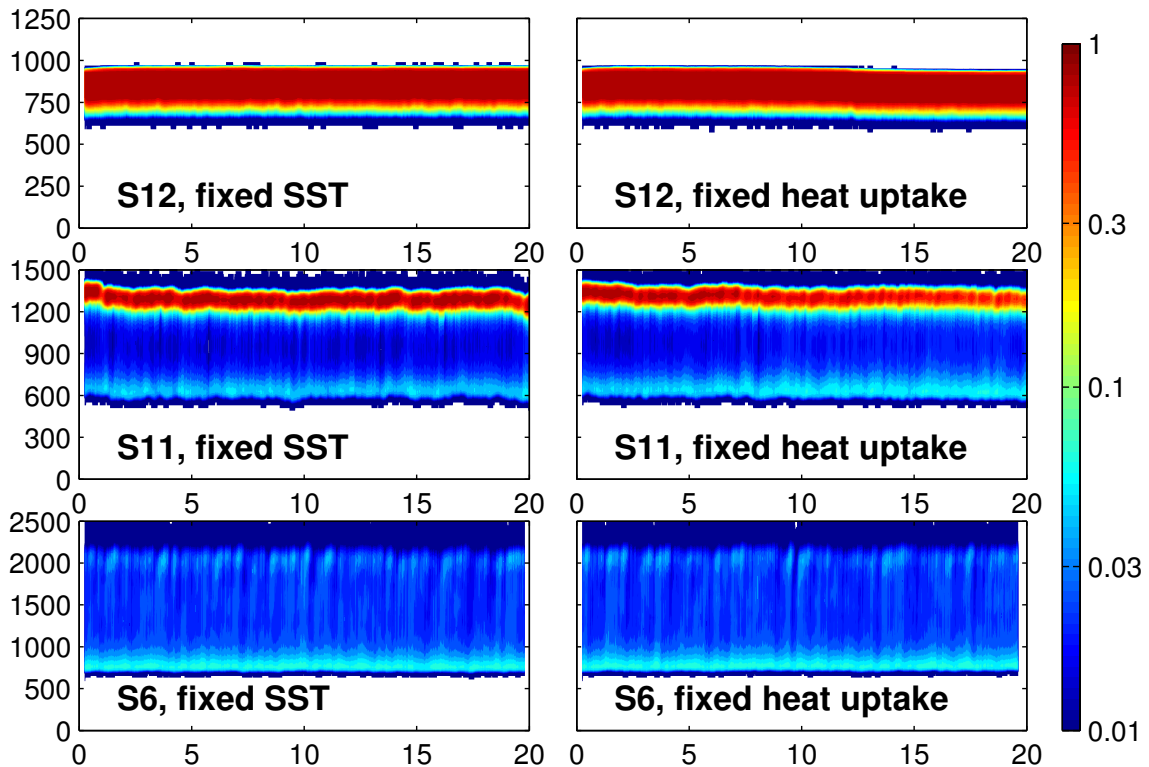 1250
1000
750
500
250
0
S12, fixed SST
0 5 10 15 20
S12, fixed heat uptake
0 5 10 15 20
1500
1200
900
600
300
0
S11, fixed SST
0 5 10 15 20
S11, fixed heat uptake
0 5 10 15 20
2500
2000
1500
1000
500
0
S6, fixed SST
0 5 10 15 20
S6, fixed heat uptake
0 5 10 15 20
1
0.3
0.1
0.03
0.01